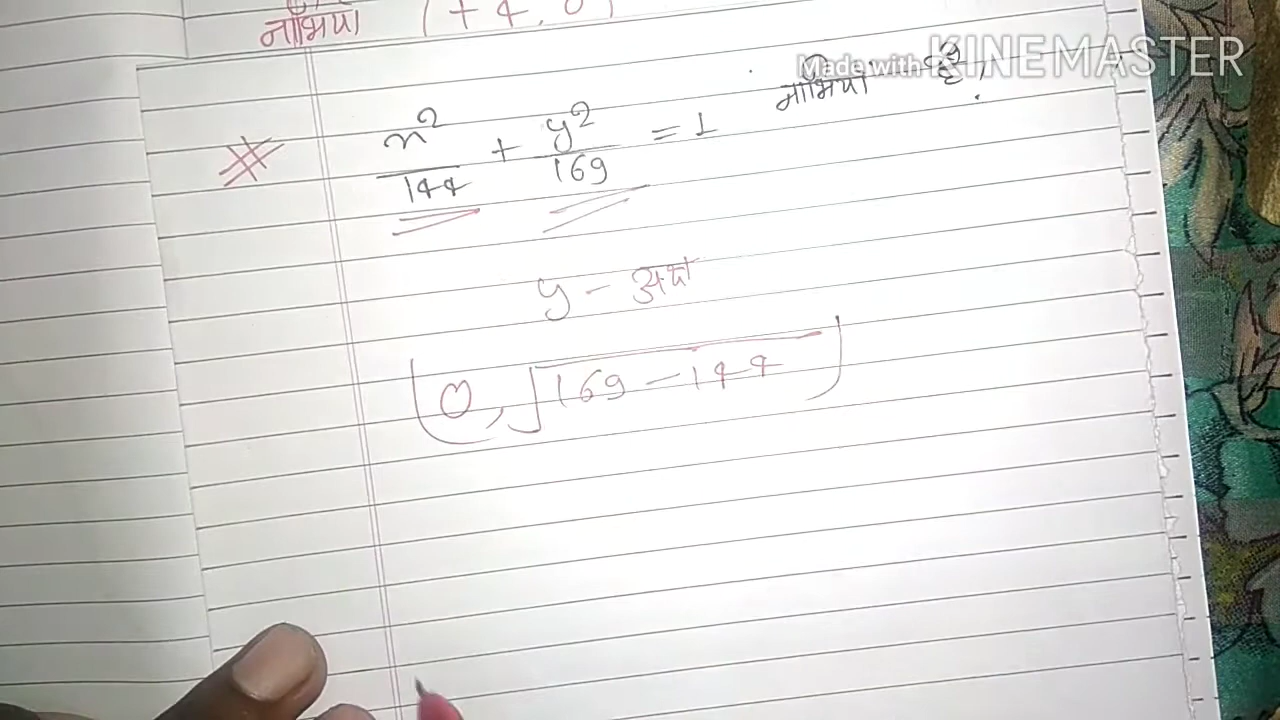 नाभियाँ (+4, 0)
Made with KINEMASTER
x²/144 + y²/169 = 1 नाभियाँ है।
y - अक्ष
(0, √169 - 144)